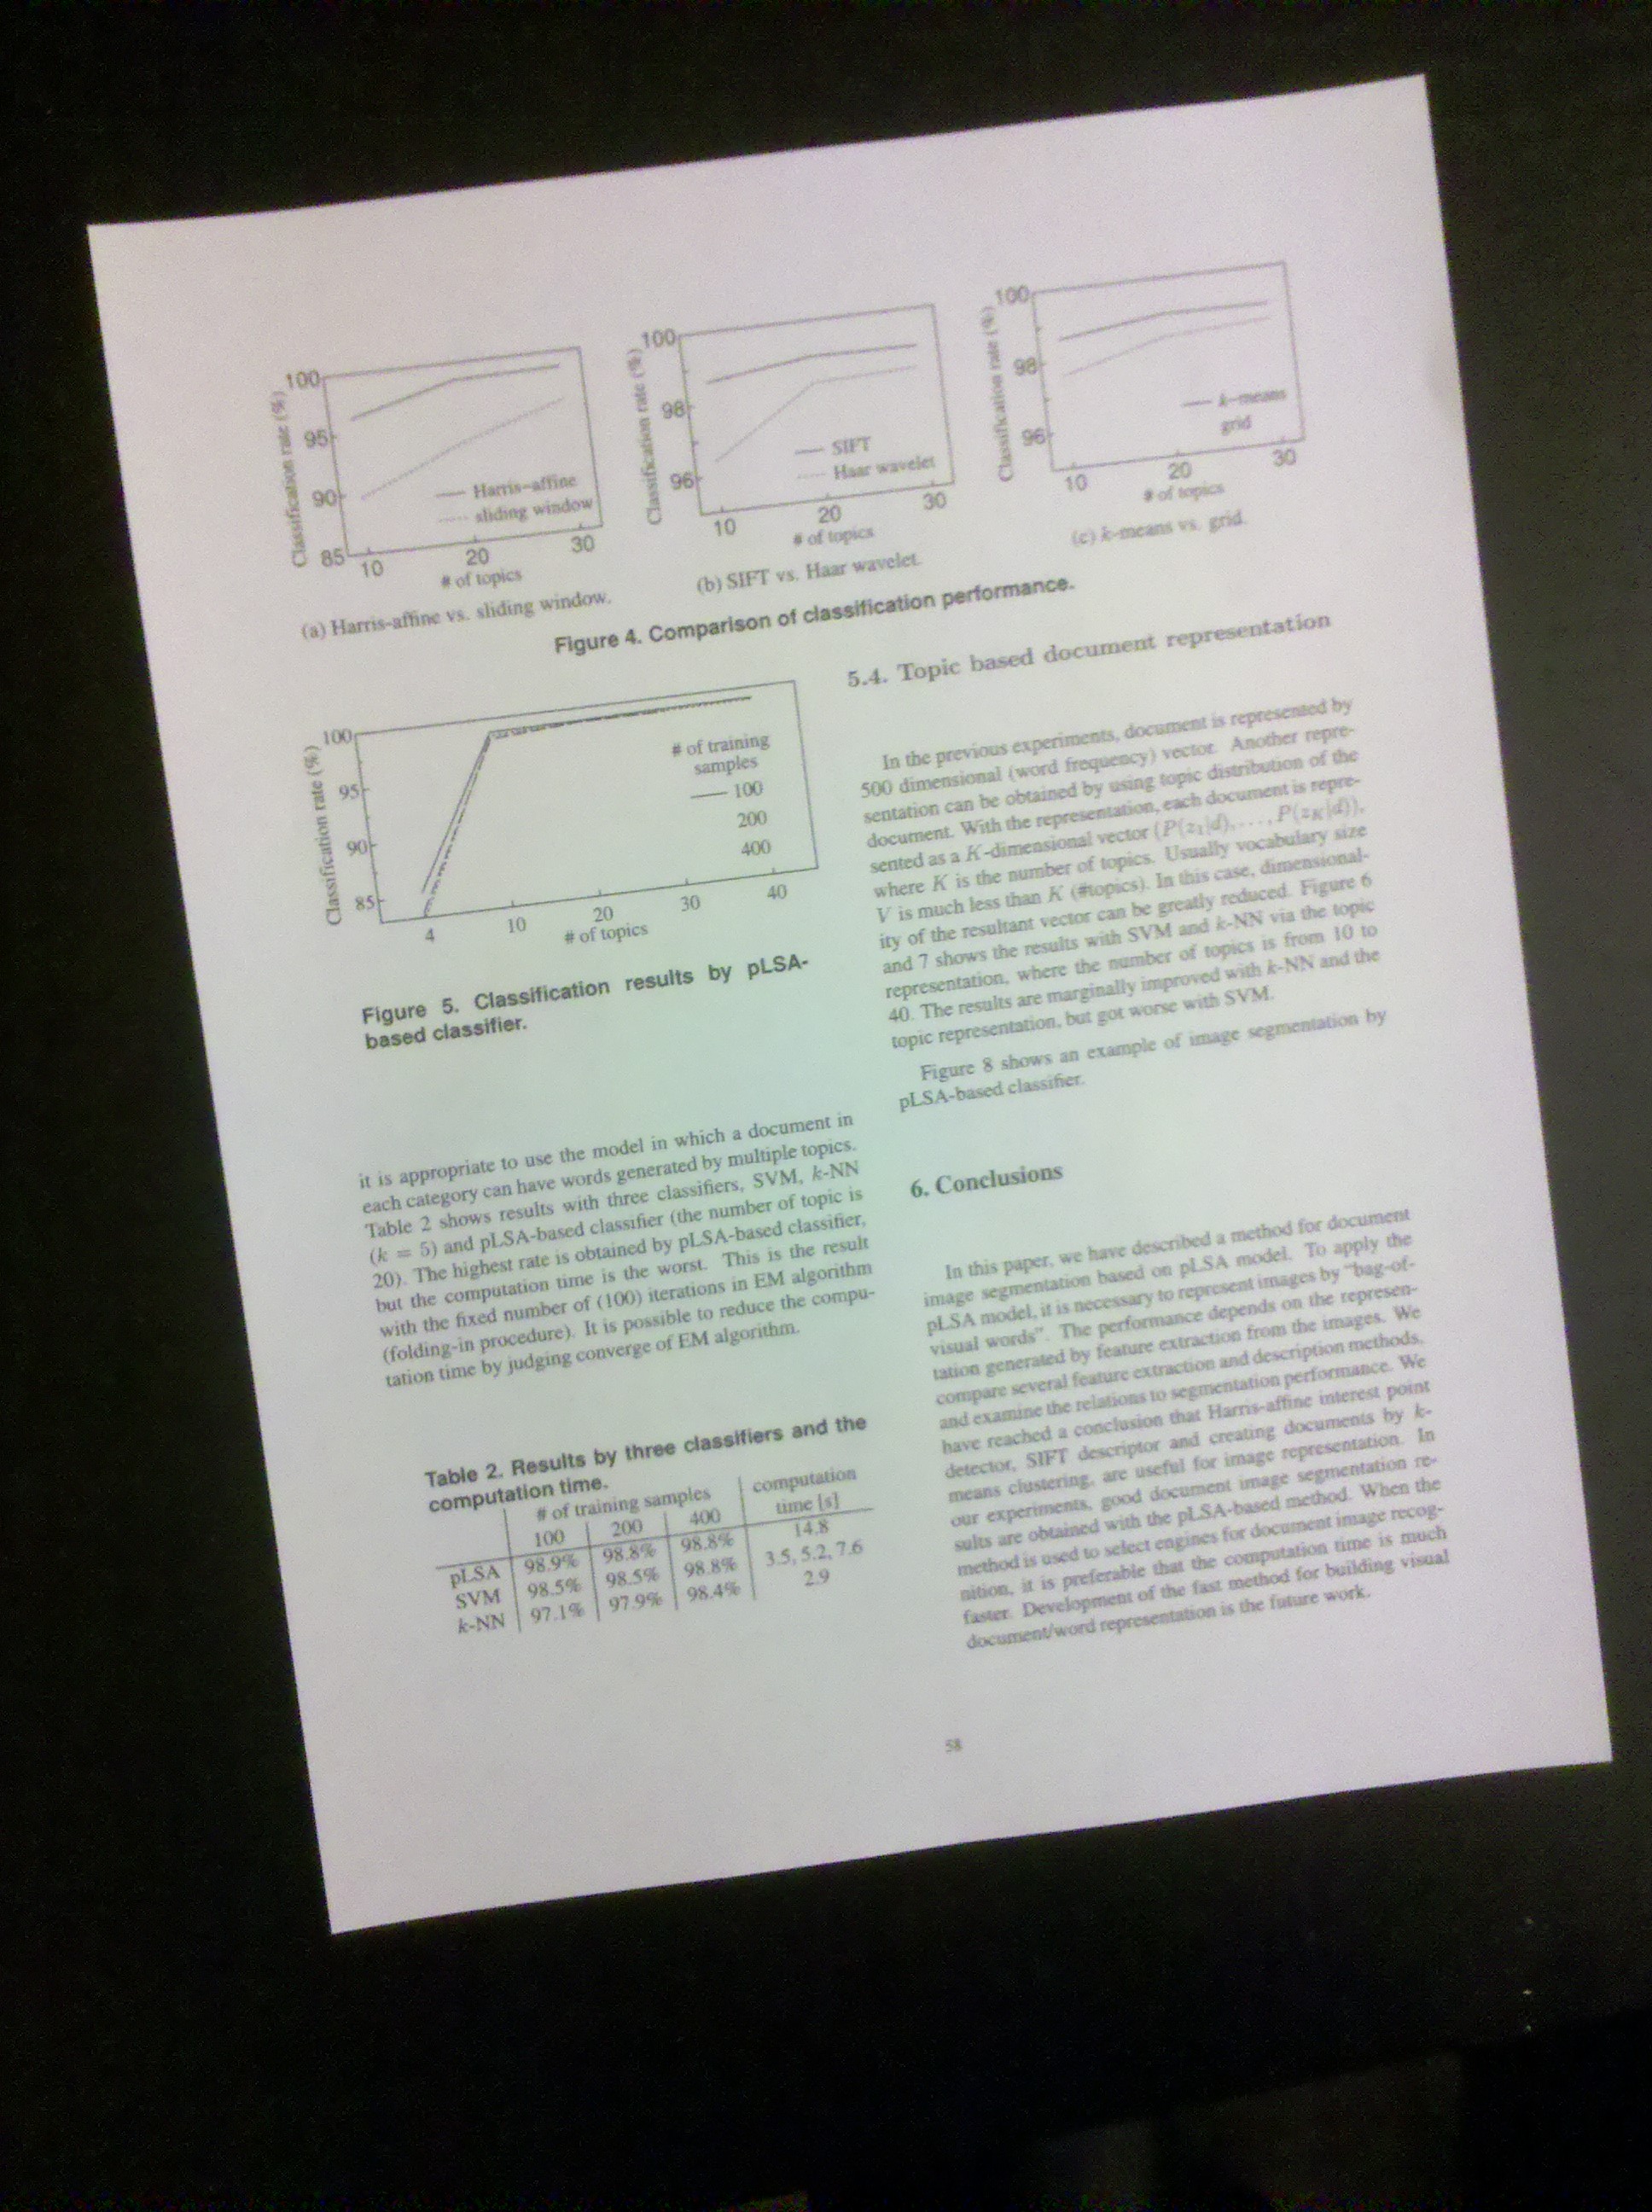 100
95
90
85
Classification rate (%)
Harris-affine
sliding window
10 20 30
# of topics
(a) Harris-affine vs. sliding window.
100
98
96
Classification rate (%)
SIFT
Haar wavelet
10 20 30
# of topics
(b) SIFT vs. Haar wavelet.
100
98
96
Classification rate (%)
k-means
grid
10 20 30
# of topics
(c) k-means vs. grid.
Figure 4. Comparison of classification performance.
100
95
90
85
Classification rate (%)
# of training
samples
100
200
400
4 10 20 30 40
# of topics
Figure 5. Classification results by pLSA-
based classifier.
it is appropriate to use the model in which a document in
each category can have words generated by multiple topics.
Table 2 shows results with three classifiers, SVM, k-NN
(k = 5) and pLSA-based classifier (the number of topic is
20). The highest rate is obtained by pLSA-based classifier,
but the computation time is the worst. This is the result
with the fixed number of (100) iterations in EM algorithm
(folding-in procedure). It is possible to reduce the compu-
tation time by judging converge of EM algorithm.
Table 2. Results by three classifiers and the
computation time.
# of training samples computation
100 200 400 time [s]
pLSA 98.9% 98.8% 98.8% 14.8
SVM 98.5% 98.5% 98.8% 3.5, 5.2, 7.6
k-NN 97.1% 97.9% 98.4% 2.9
5.4. Topic based document representation
In the previous experiments, document is represented by
500 dimensional (word frequency) vector. Another repre-
sentation can be obtained by using topic distribution of the
document. With the representation, each document is repre-
sented as a K-dimensional vector (P(z1|d), . . . , P(zK|d)),
where K is the number of topics. Usually vocabulary size
V is much less than K (#topics). In this case, dimensional-
ity of the resultant vector can be greatly reduced. Figure 6
and 7 shows the results with SVM and k-NN via the topic
representation, where the number of topics is from 10 to
40. The results are marginally improved with k-NN and the
topic representation, but got worse with SVM.
Figure 8 shows an example of image segmentation by
pLSA-based classifier.
6. Conclusions
In this paper, we have described a method for document
image segmentation based on pLSA model. To apply the
pLSA model, it is necessary to represent images by "bag-of-
visual words". The performance depends on the represen-
tation generated by feature extraction from the images. We
compare several feature extraction and description methods,
and examine the relations to segmentation performance. We
have reached a conclusion that Harris-affine interest point
detector, SIFT descriptor and creating documents by k-
means clustering, are useful for image representation. In
our experiments, good document image segmentation re-
sults are obtained with the pLSA-based method. When the
method is used to select engines for document image recog-
nition, it is preferable that the computation time is much
faster. Development of the fast method for building visual
document/word representation is the future work.
58